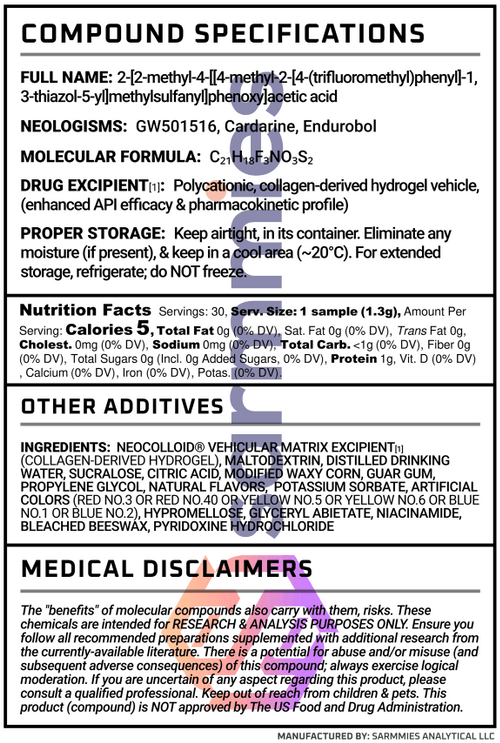 COMPOUND SPECIFICATIONS
FULL NAME: 2-[2-methyl-4-[[4-methyl-2-[4-(trifluoromethyl)phenyl]-1,
3-thiazol-5-yl]methylsulfanyl]phenoxy]acetic acid
NEOLOGISMS: GW501516, Cardarine, Endurobol
MOLECULAR FORMULA: C₂₁H₁₈F₃NO₃S₂
DRUG EXCIPIENT[1]: Polycationic, collagen-derived hydrogel vehicle,
(enhanced API efficacy & pharmacokinetic profile)
PROPER STORAGE: Keep airtight, in its container. Eliminate any
moisture (if present), & keep in a cool area (~20°C). For extended
storage, refrigerate; do NOT freeze.
Nutrition Facts Servings: 30, Serv. Size: 1 sample (1.3g), Amount Per
Serving: Calories 5, Total Fat 0g (0% DV), Sat. Fat 0g (0% DV), Trans Fat 0g,
Cholest. 0mg (0% DV), Sodium 0mg (0% DV), Total Carb. <1g (0% DV), Fiber 0g
(0% DV), Total Sugars 0g (Incl. 0g Added Sugars, 0% DV), Protein 1g, Vit. D (0% DV)
, Calcium (0% DV), Iron (0% DV), Potas. (0% DV).
OTHER ADDITIVES
INGREDIENTS: NEOCOLLOID® VEHICULAR MATRIX EXCIPIENT[1]
(COLLAGEN-DERIVED HYDROGEL), MALTODEXTRIN, DISTILLED DRINKING
WATER, SUCRALOSE, CITRIC ACID, MODIFIED WAXY CORN, GUAR GUM,
PROPYLENE GLYCOL, NATURAL FLAVORS, POTASSIUM SORBATE, ARTIFICIAL
COLORS (RED NO.3 OR RED NO.40 OR YELLOW NO.5 OR YELLOW NO.6 OR BLUE
NO.1 OR BLUE NO.2), HYPROMELLOSE, GLYCERYL ABIETATE, NIACINAMIDE,
BLEACHED BEESWAX, PYRIDOXINE HYDROCHLORIDE
MEDICAL DISCLAIMERS
The "benefits" of molecular compounds also carry with them, risks. These
chemicals are intended for RESEARCH & ANALYSIS PURPOSES ONLY. Ensure you
follow all recommended preparations supplemented with additional research from
the currently-available literature. There is a potential for abuse and/or misuse (and
subsequent adverse consequences) of this compound; always exercise logical
moderation. If you are uncertain of any aspect regarding this product, please
consult a qualified professional. Keep out of reach from children & pets. This
product (compound) is NOT approved by The US Food and Drug Administration.
sarmmies
MANUFACTURED BY: SARMMIES ANALYTICAL LLC